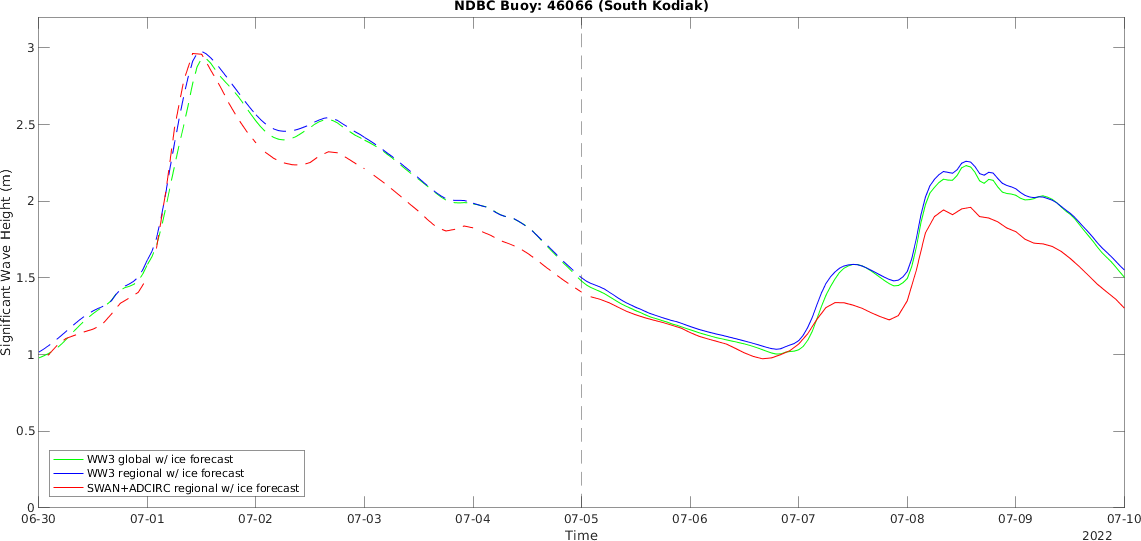 NDBC Buoy: 46066 (South Kodiak)
3
2.5
2
1.5
1
0.5
0
Significant Wave Height (m)
WW3 global w/ ice forecast
WW3 regional w/ ice forecast
SWAN+ADCIRC regional w/ ice forecast
06-30 07-01 07-02 07-03 07-04 07-05 07-06 07-07 07-08 07-09 07-10
Time
2022